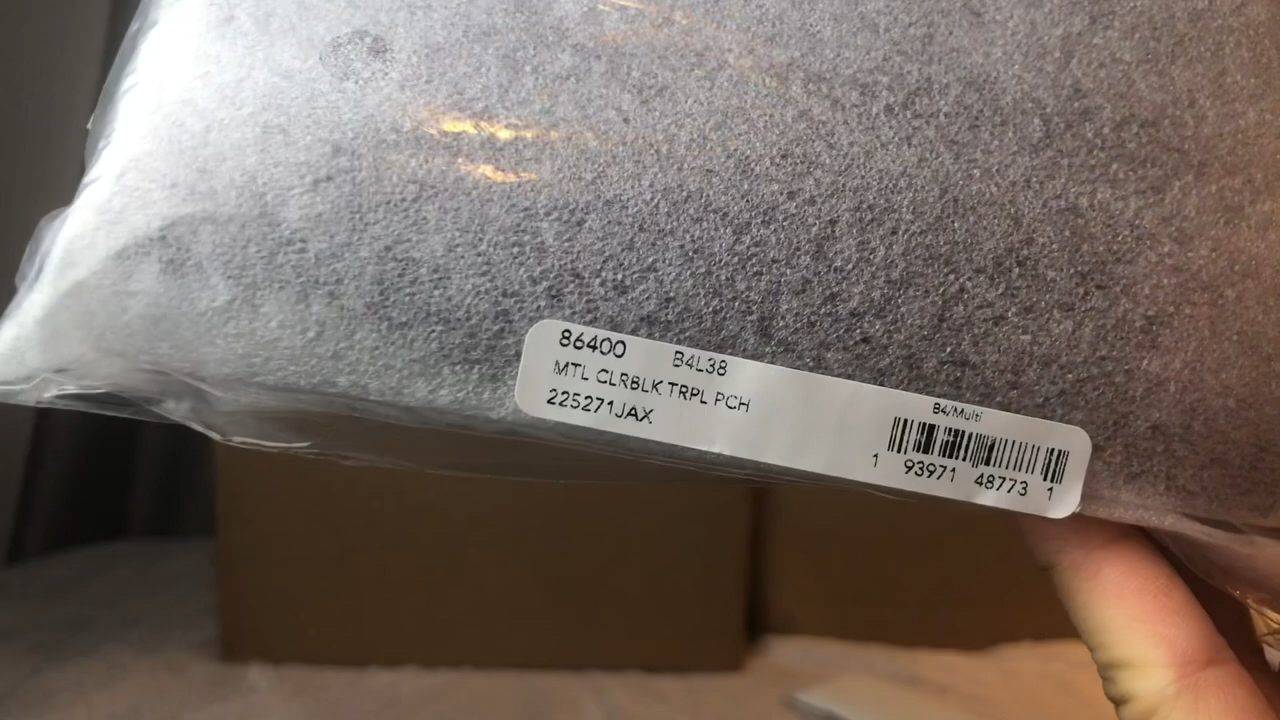 86400 B4L38
MTL CLRBLK TRPL PCH
225271JAX
B4/Multi
1 93971 48773 1